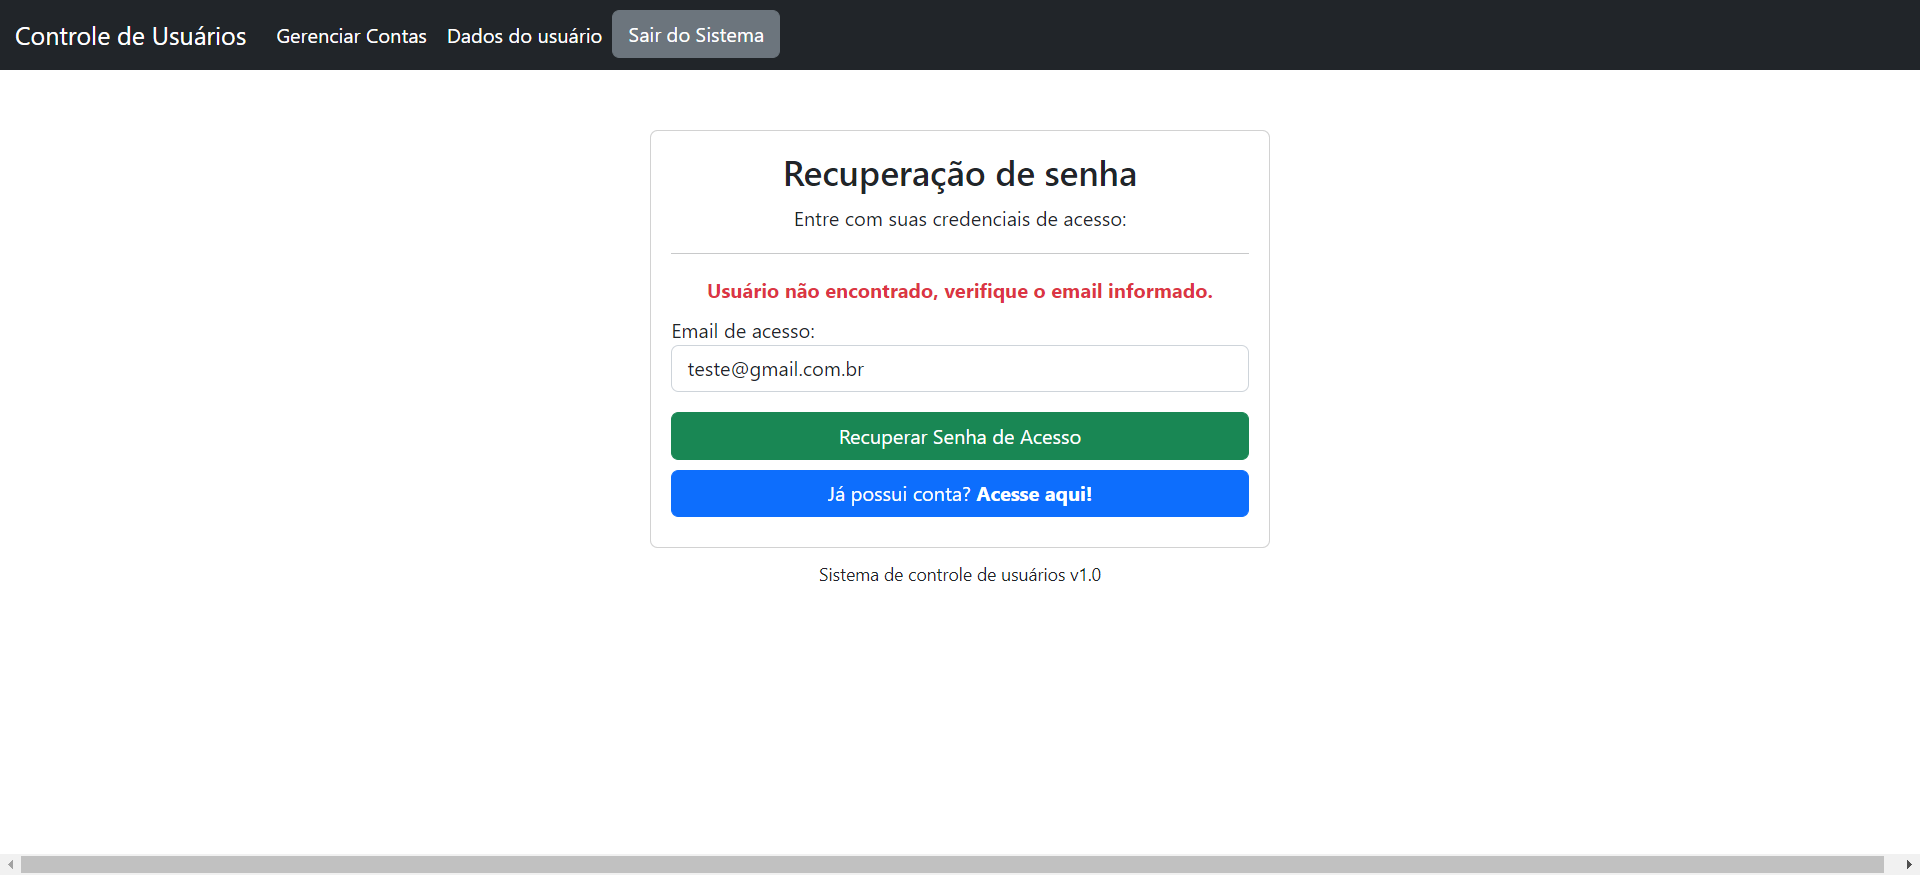 Controle de Usuários Gerenciar Contas Dados do usuário Sair do Sistema
Recuperação de senha
Entre com suas credenciais de acesso:
Usuário não encontrado, verifique o email informado.
Email de acesso:
teste@gmail.com.br
Recuperar Senha de Acesso
Já possui conta? Acesse aqui!
Sistema de controle de usuários v1.0